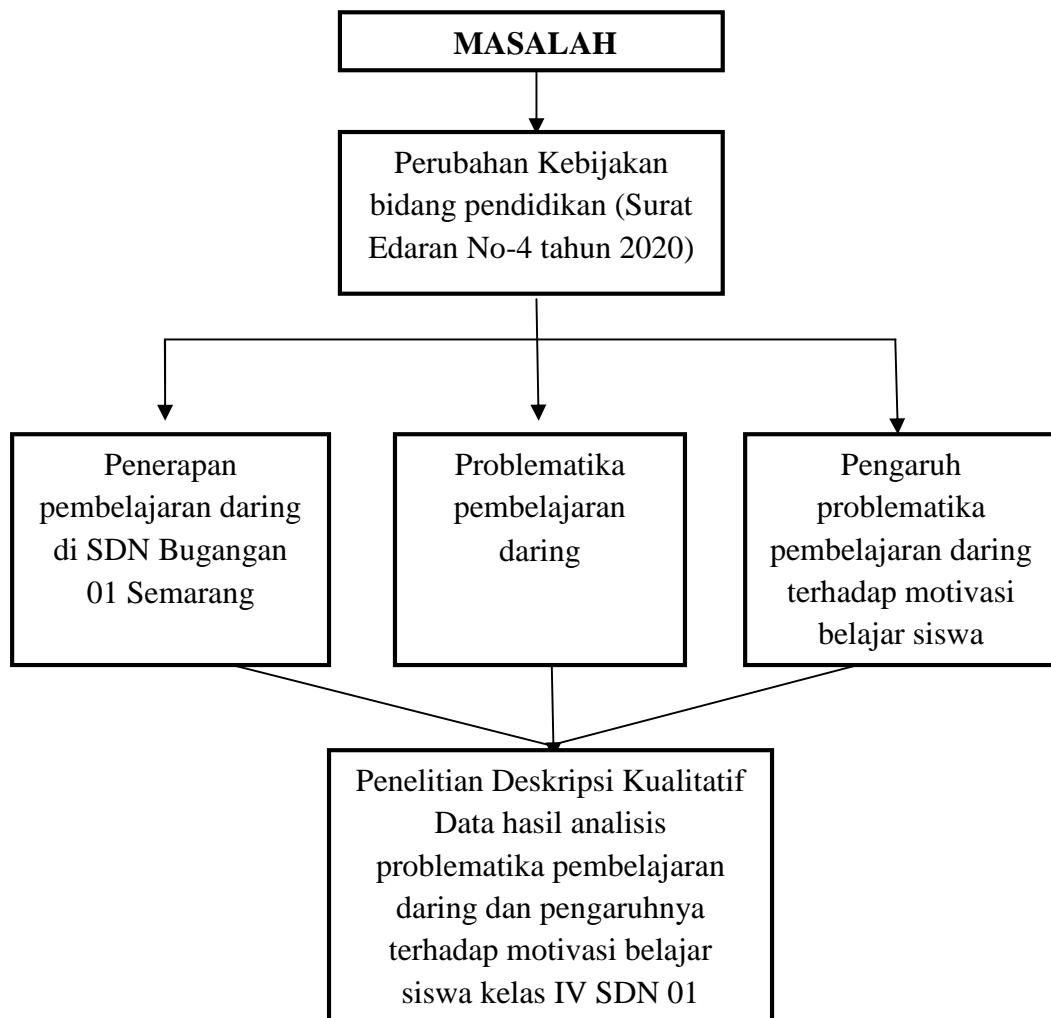 MASALAH
Perubahan Kebijakan
bidang pendidikan (Surat
Edaran No-4 tahun 2020)
Penerapan
pembelajaran daring
di SDN Bugangan
01 Semarang
Problematika
pembelajaran
daring
Pengaruh
problematika
pembelajaran daring
terhadap motivasi
belajar siswa
Penelitian Deskripsi Kualitatif
Data hasil analisis
problematika pembelajaran
daring dan pengaruhnya
terhadap motivasi belajar
siswa kelas IV SDN 01